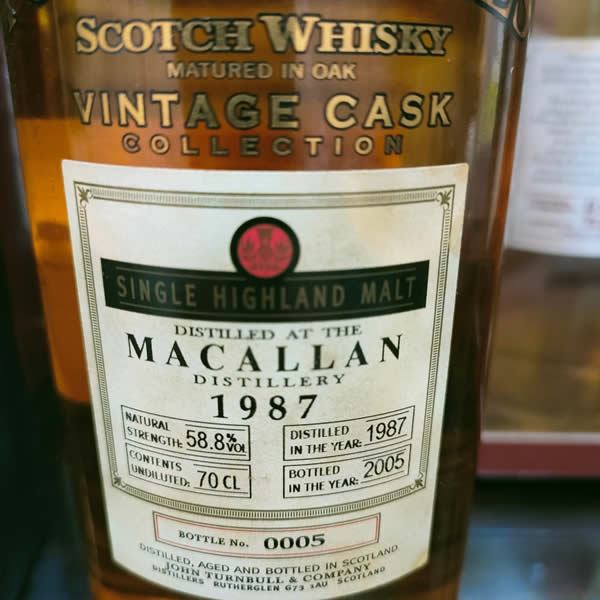 SCOTCH WHISKY
MATURED IN OAK
VINTAGE CASK
COLLECTION
SINGLE HIGHLAND MALT
DISTILLED AT THE
MACALLAN
DISTILLERY
1987
NATURAL STRENGTH: 58.8% VOL
DISTILLED IN THE YEAR: 1987
CONTENTS UNDILUTED: 70 CL
BOTTLED IN THE YEAR: 2005
BOTTLE No. 0005
DISTILLED, AGED AND BOTTLED IN SCOTLAND
JOHN TURNBULL & COMPANY
DISTILLERS RUTHERGLEN G73 1AU SCOTLAND